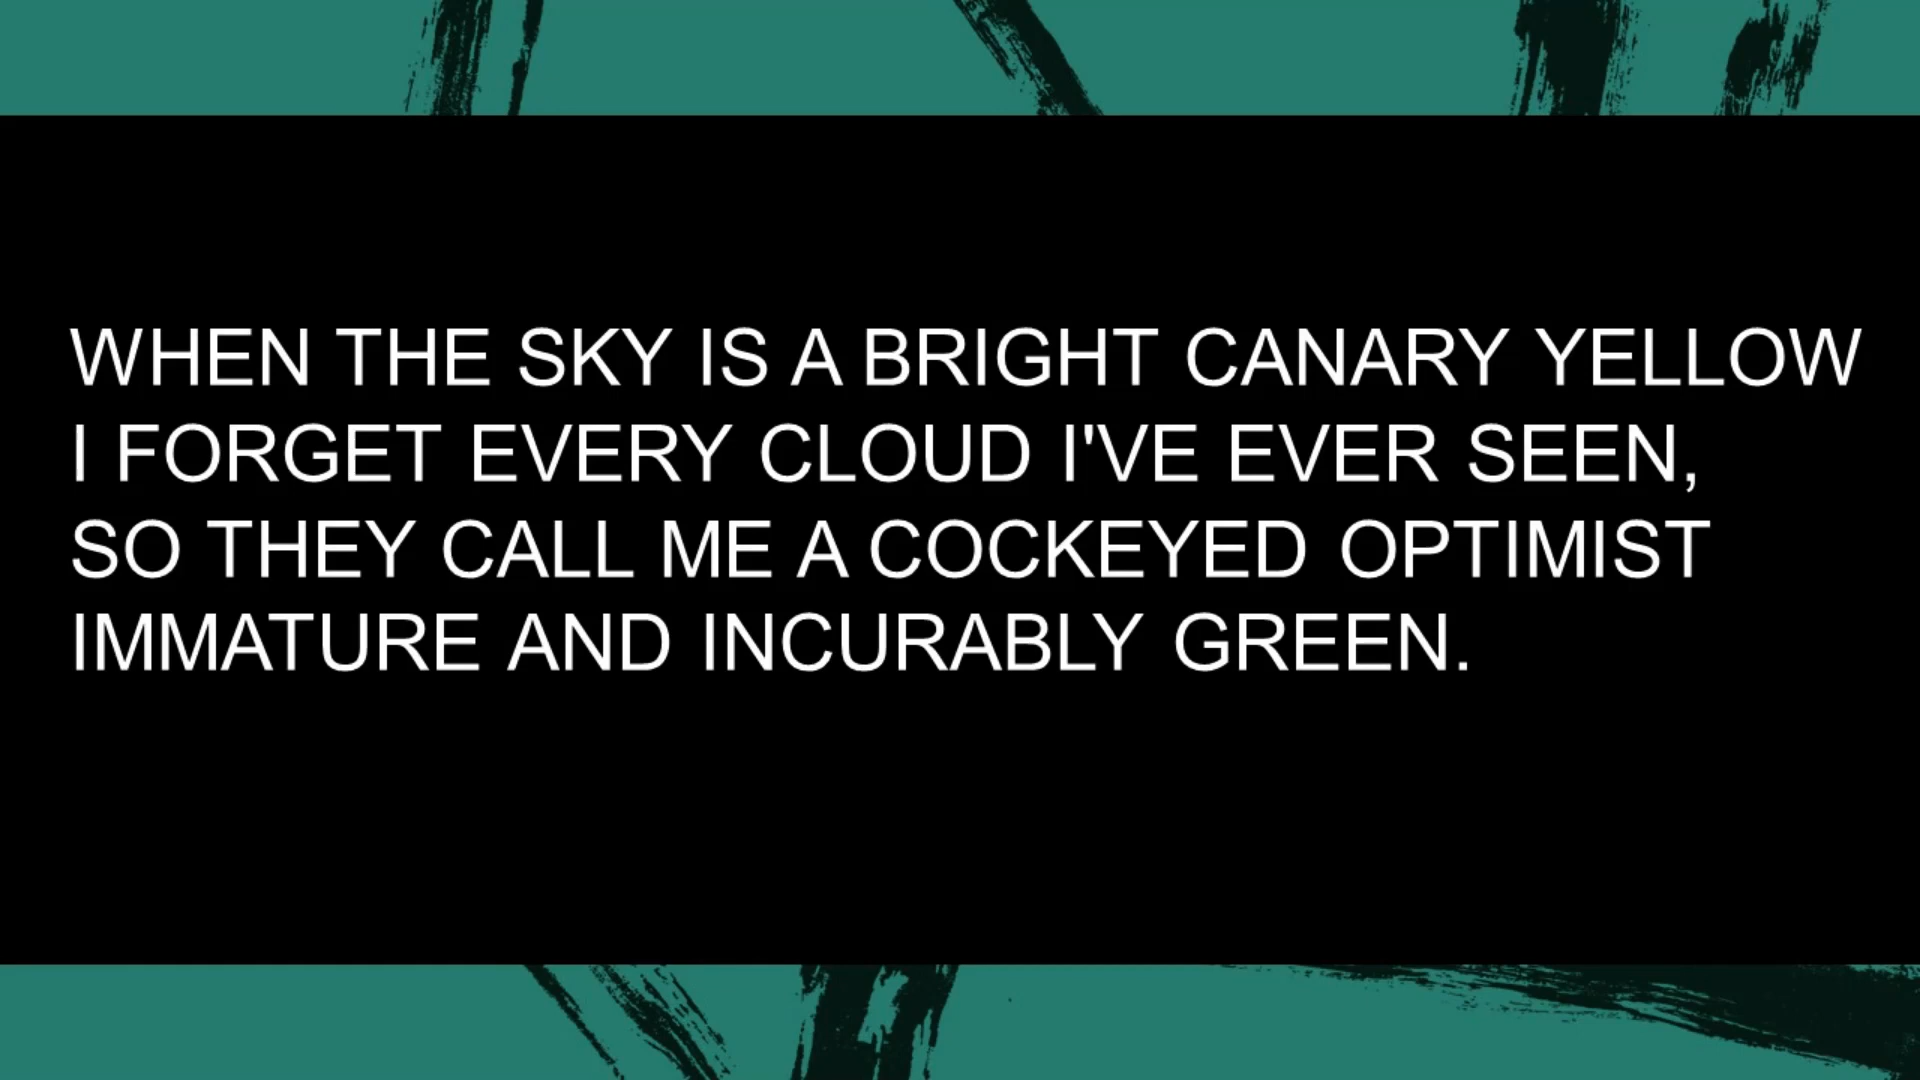 WHEN THE SKY IS A BRIGHT CANARY YELLOW
I FORGET EVERY CLOUD I'VE EVER SEEN,
SO THEY CALL ME A COCKEYED OPTIMIST
IMMATURE AND INCURABLY GREEN.